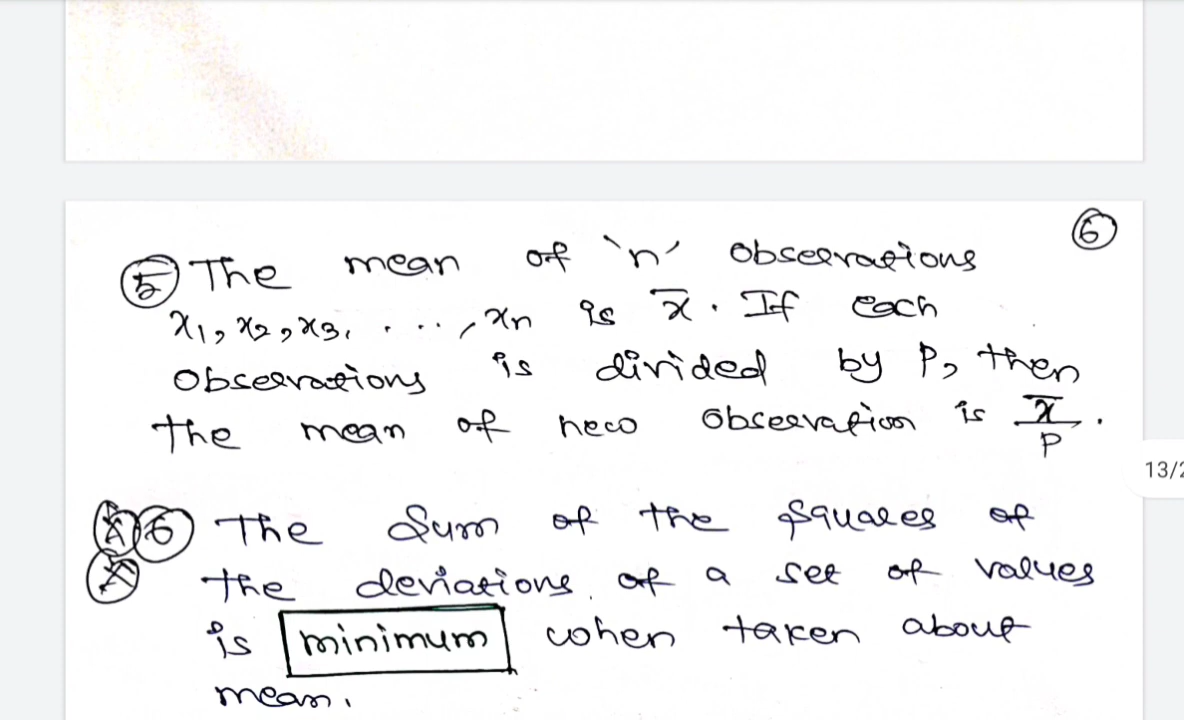 6
5 The mean of 'n' observations
x1, x2, x3, . . . ., xn is x̄. If each
observations is divided by P, then
the mean of new observation is x̄/P.
6 The Sum of the squares of
the deviations of a set of values
is minimum when taken about
mean.
13/2